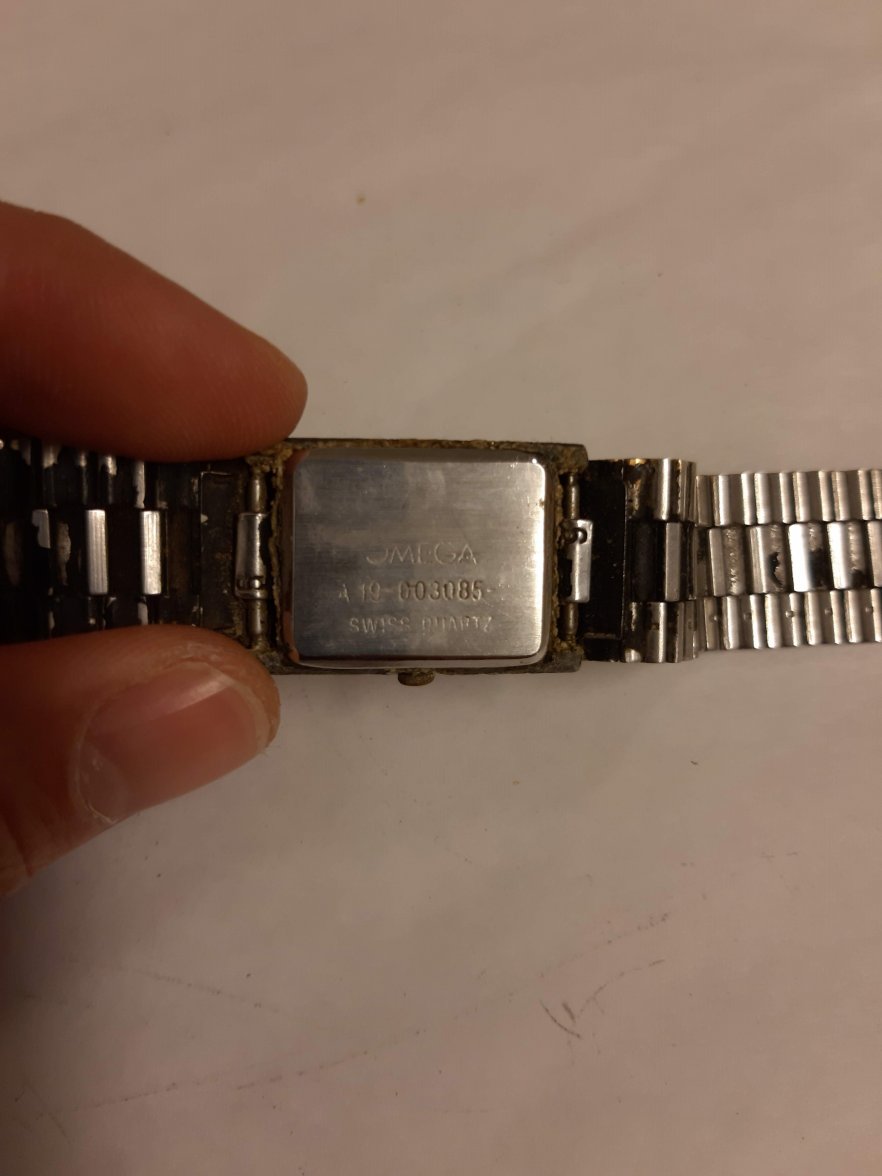 OMEGA
A 19-003085-
SWISS QUARTZ